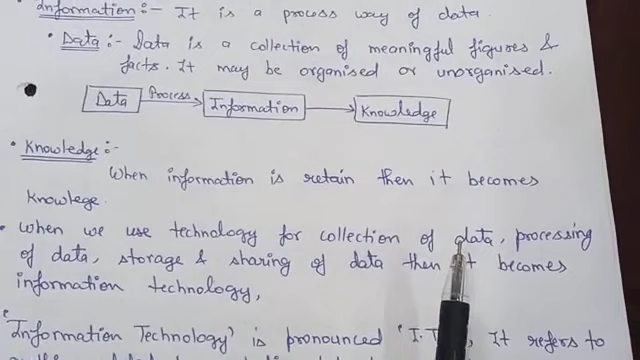 Information:- It is a process way of data.
• Data:- Data is a collection of meaningful figures &
facts. It may be organised or unorganised.
Data Process Information Knowledge
• Knowledge:-
When information is retain then it becomes
Knowlege.
• When we use technology for collection of data, processing
of data, storage & sharing of data then it becomes
information technology,
'Information Technology' is pronounced 'I.T', It refers to